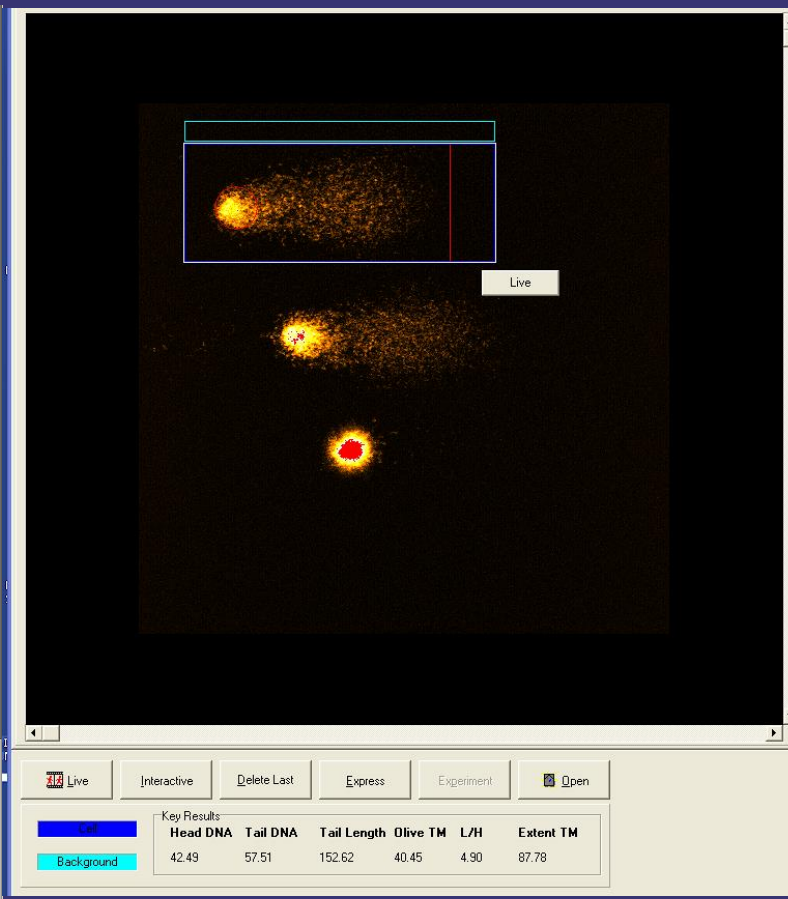 Live
Live Interactive Delete Last Express Experiment Open
Key Results
Cell Head DNA Tail DNA Tail Length Olive TM L/H Extent TM
Background 42.49 57.51 152.62 40.45 4.90 87.78